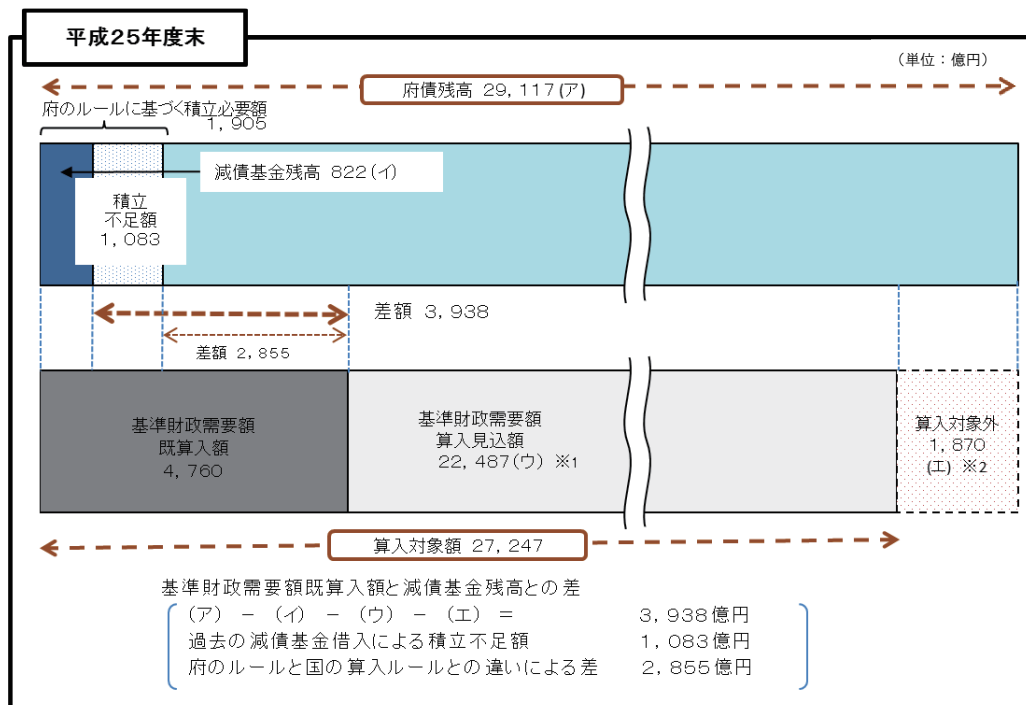 平成25年度末
（単位：億円）
府債残高 29,117(ア)
府のルールに基づく積立必要額
1,905
減債基金残高 822(イ)
積立
不足額
1,083
差額 3,938
差額 2,855
基準財政需要額
既算入額
4,760
基準財政需要額
算入見込額
22,487(ウ) ※1
算入対象外
1,870
(エ) ※2
算入対象額 27,247
基準財政需要額既算入額と減債基金残高との差
（ア） － （イ） － （ウ） － （エ） ＝ 3,938億円
過去の減債基金借入による積立不足額 1,083億円
府のルールと国の算入ルールとの違いによる差 2,855億円